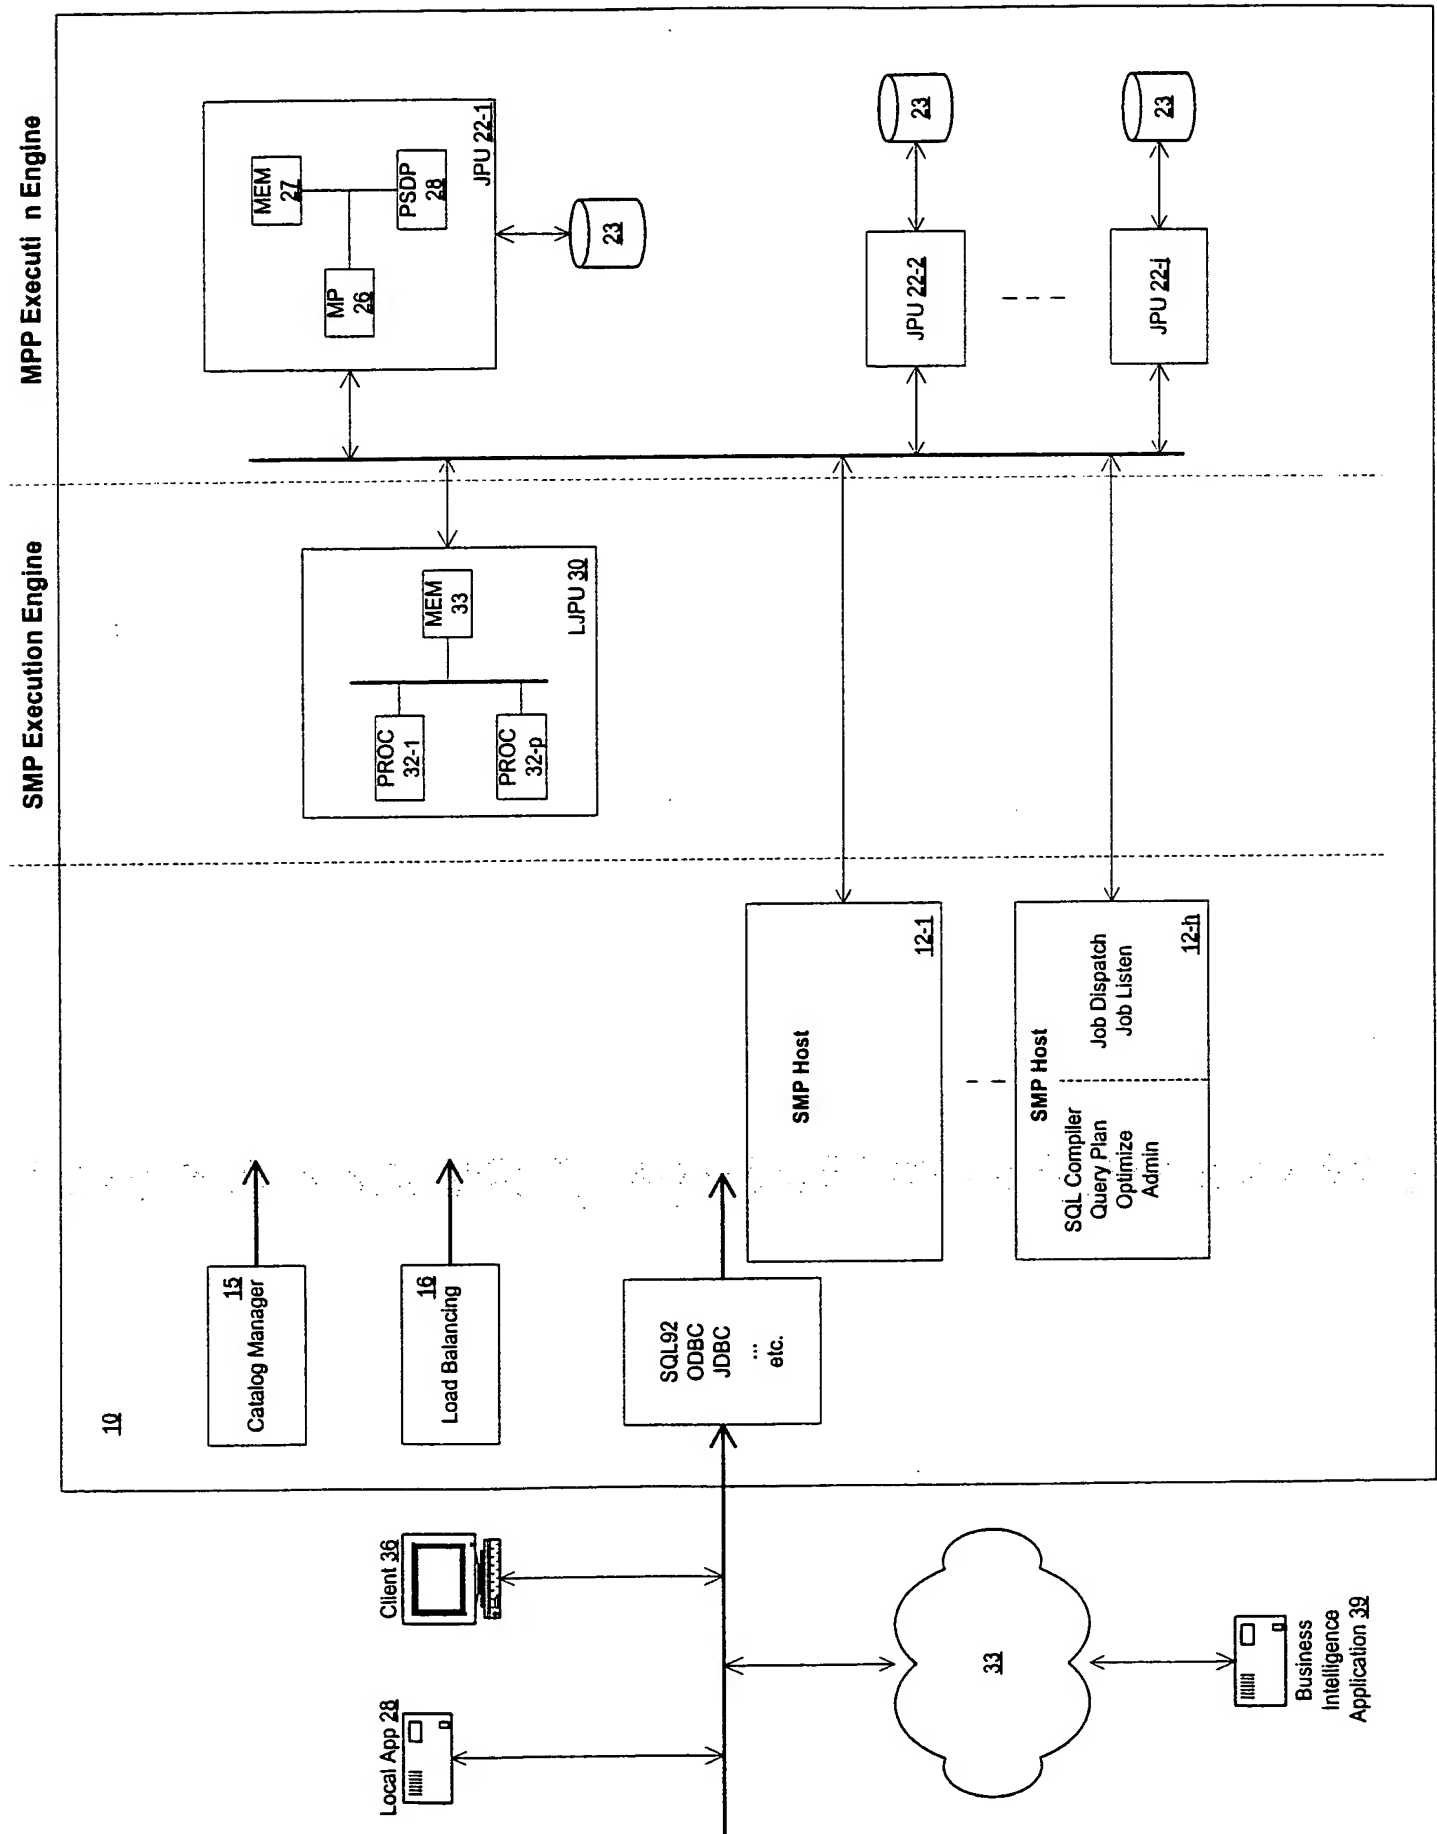 SMP Execution Engine
MPP Executi n Engine
10
Local App 28
Client 36
33
Business
Intelligence
Application 39
Catalog Manager
15
Load Balancing
16
SQL92
ODBC
JDBC
...
etc.
SMP Host
12-1
SMP Host
SQL Compiler
Query Plan
Optimize
Admin
Job Dispatch
Job Listen
12-h
PROC
32-1
PROC
32-p
MEM
33
LJPU 30
MP
26
MEM
27
PSDP
28
JPU 22-1
23
JPU 22-2
23
JPU 22-j
23